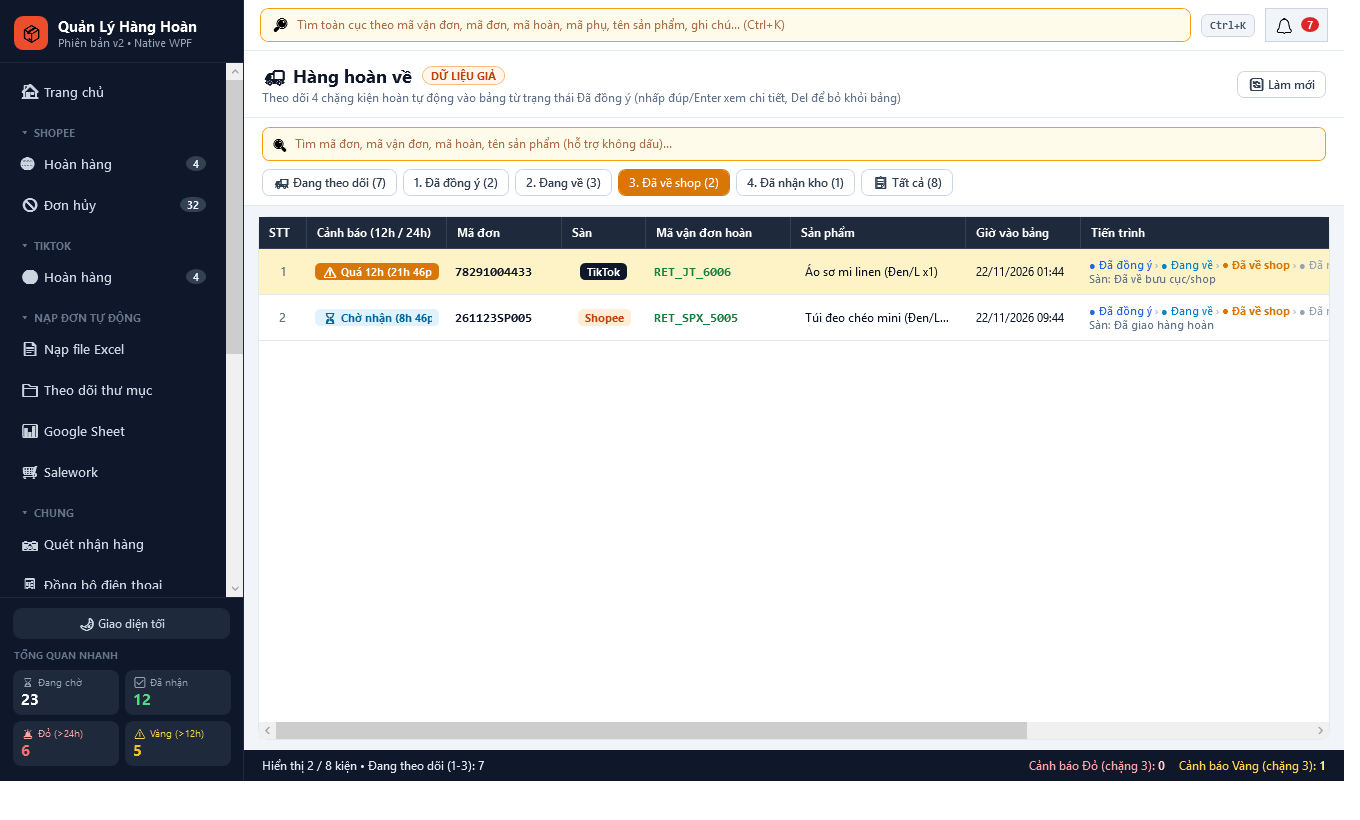 Quản Lý Hàng Hoàn
Phiên bản v2 • Native WPF
Trang chủ
SHOPEE
Hoàn hàng 4
Đơn hủy 32
TIKTOK
Hoàn hàng 4
NẠP ĐƠN TỰ ĐỘNG
Nạp file Excel
Theo dõi thư mục
Google Sheet
Salework
CHUNG
Quét nhận hàng
Đồng bộ điện thoại
Giao diện tối
TỔNG QUAN NHANH
Đang chờ
23
Đã nhận
12
Đỏ (>24h)
6
Vàng (>12h)
5
Tìm toàn cục theo mã vận đơn, mã đơn, mã hoàn, mã phụ, tên sản phẩm, ghi chú... (Ctrl+K)
Ctrl+K
7
Hàng hoàn về DỮ LIỆU GIẢ
Theo dõi 4 chặng kiện hoàn tự động vào bảng từ trạng thái Đã đồng ý (nhấp đúp/Enter xem chi tiết, Del để bỏ khỏi bảng)
Làm mới
Tìm mã đơn, mã vận đơn, mã hoàn, tên sản phẩm (hỗ trợ không dấu)...
Đang theo dõi (7) 1. Đã đồng ý (2) 2. Đang về (3) 3. Đã về shop (2) 4. Đã nhận kho (1) Tất cả (8)
STT Cảnh báo (12h / 24h) Mã đơn Sàn Mã vận đơn hoàn Sản phẩm Giờ vào bảng Tiến trình
1 Quá 12h (21h 46p 78291004433 TikTok RET_JT_6006 Áo sơ mi linen (Đen/L x1) 22/11/2026 01:44 • Đã đồng ý › • Đang về › • Đã về shop › • Đã r
Sàn: Đã về bưu cục/shop
2 Chờ nhận (8h 46p 261123SP005 Shopee RET_SPX_5005 Túi đeo chéo mini (Đen/L... 22/11/2026 09:44 • Đã đồng ý › • Đang về › • Đã về shop › • Đã r
Sàn: Đã giao hàng hoàn
Hiển thị 2 / 8 kiện • Đang theo dõi (1-3): 7
Cảnh báo Đỏ (chặng 3): 0 Cảnh báo Vàng (chặng 3): 1